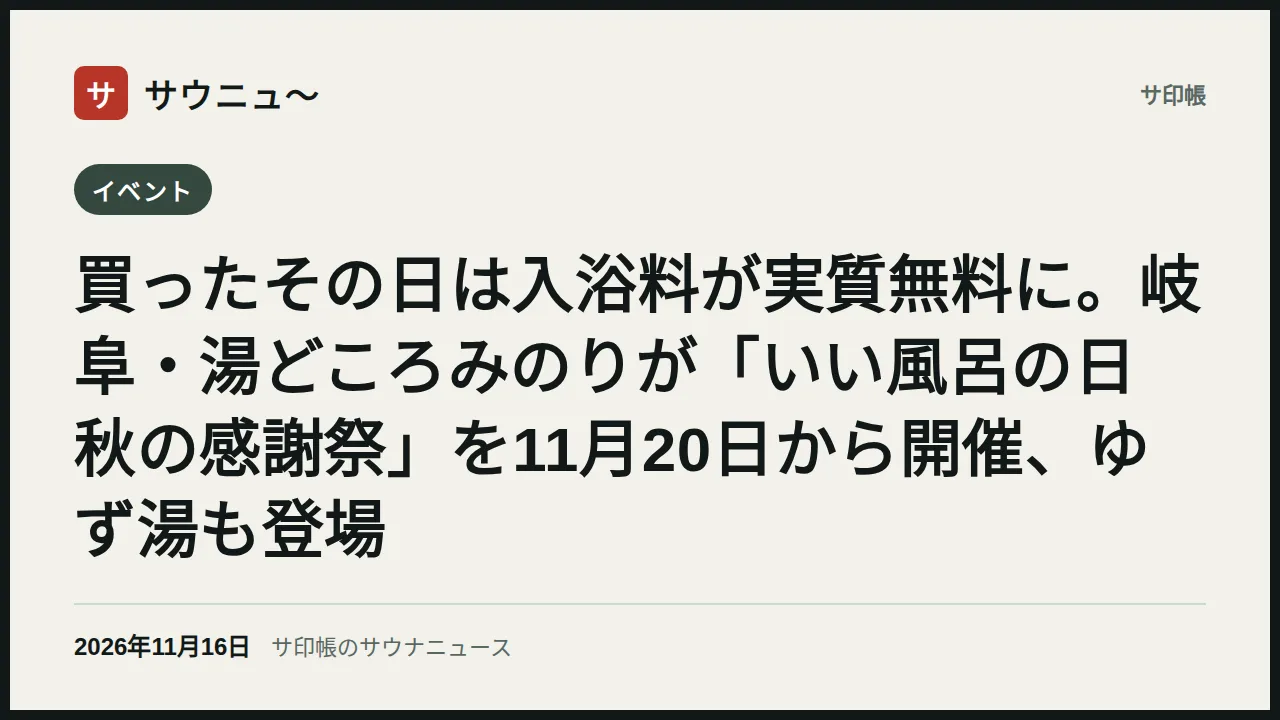 サ サウニュ〜
サ印帳
イベント
買ったその日は入浴料が実質無料に。岐
阜・湯どころみのりが「いい風呂の日
秋の感謝祭」を11月20日から開催、ゆ
ず湯も登場
2026年11月16日 サ印帳のサウナニュース